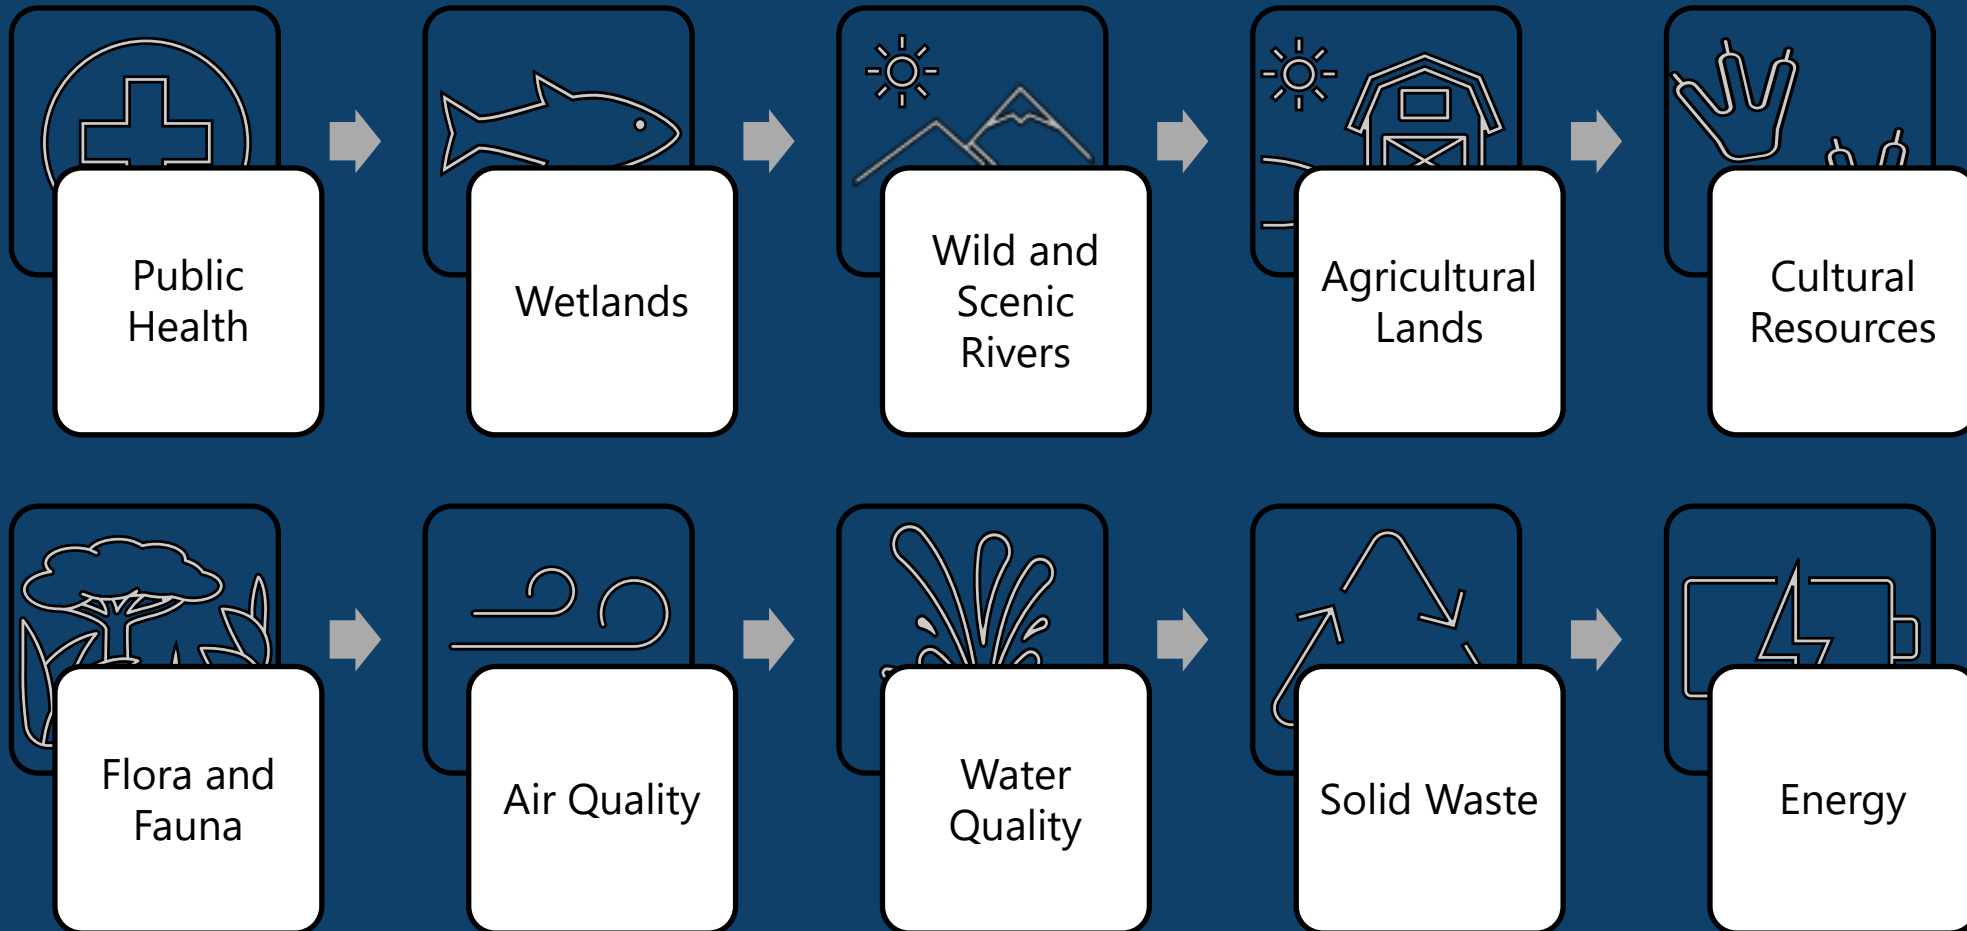 Public
Health
Wetlands
Wild and
Scenic
Rivers
Agricultural
Lands
Cultural
Resources
Flora and
Fauna
Air Quality
Water
Quality
Solid Waste
Energy